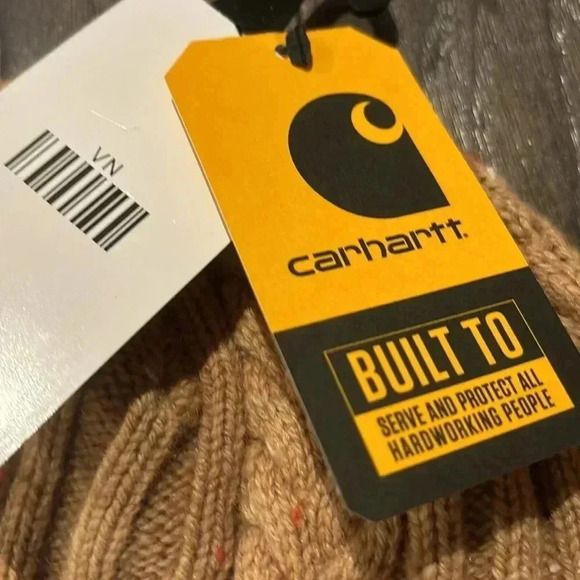 VN
carhartt
BUILT TO
SERVE AND PROTECT ALL
HARDWORKING PEOPLE